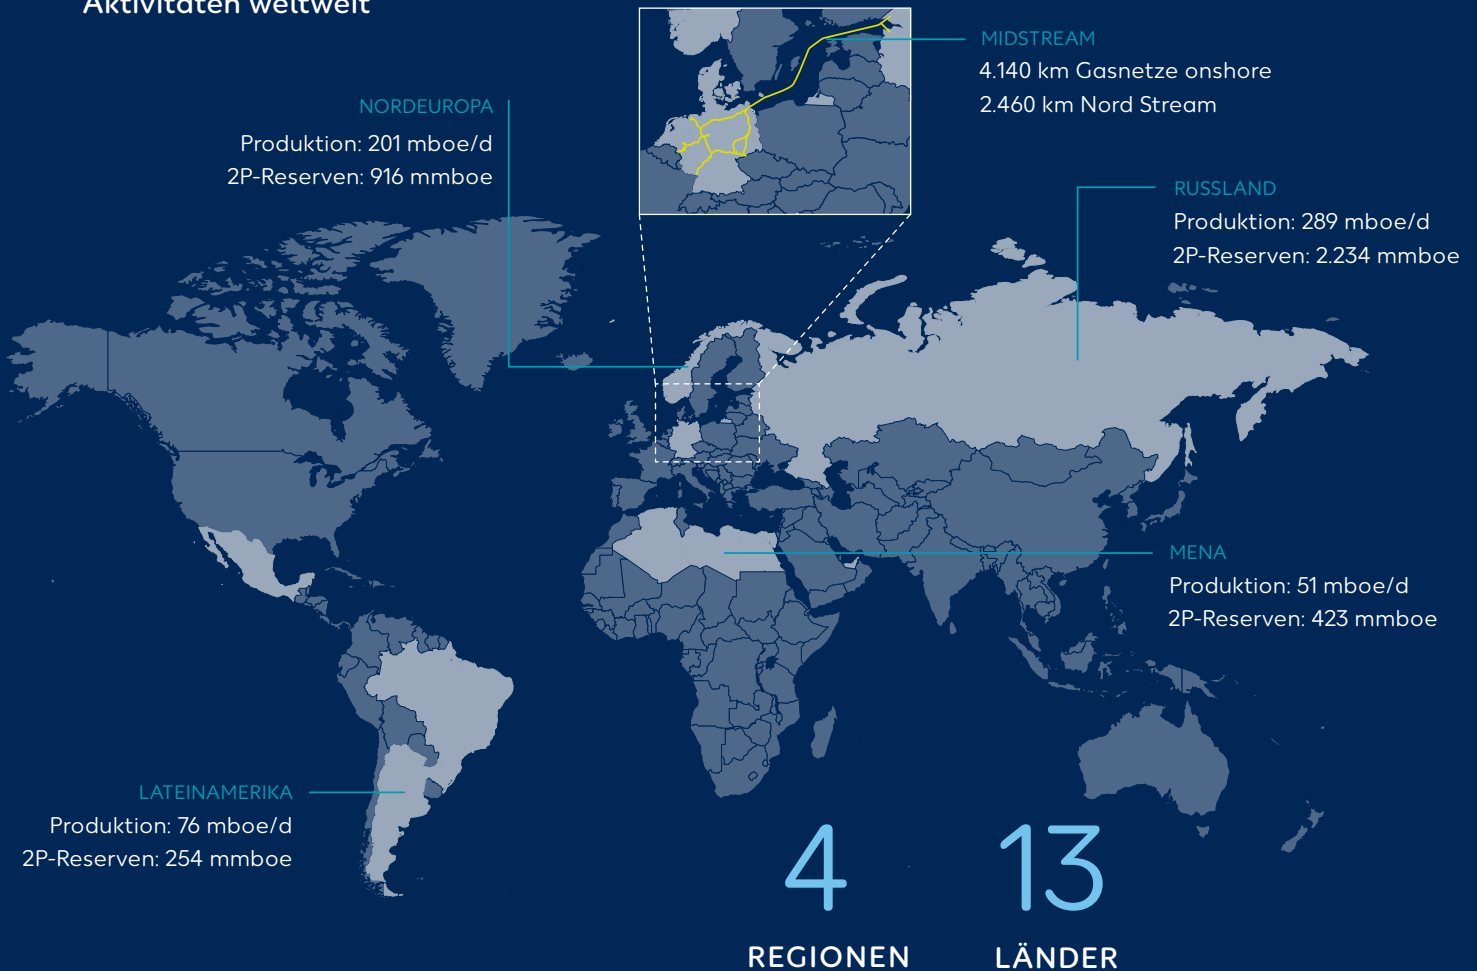 Aktivitäten weltweit
MIDSTREAM
4.140 km Gasnetze onshore
2.460 km Nord Stream
NORDEUROPA
Produktion: 201 mboe/d
2P-Reserven: 916 mmboe
RUSSLAND
Produktion: 289 mboe/d
2P-Reserven: 2.234 mmboe
MENA
Produktion: 51 mboe/d
2P-Reserven: 423 mmboe
LATEINAMERIKA
Produktion: 76 mboe/d
2P-Reserven: 254 mmboe
4
REGIONEN
13
LÄNDER